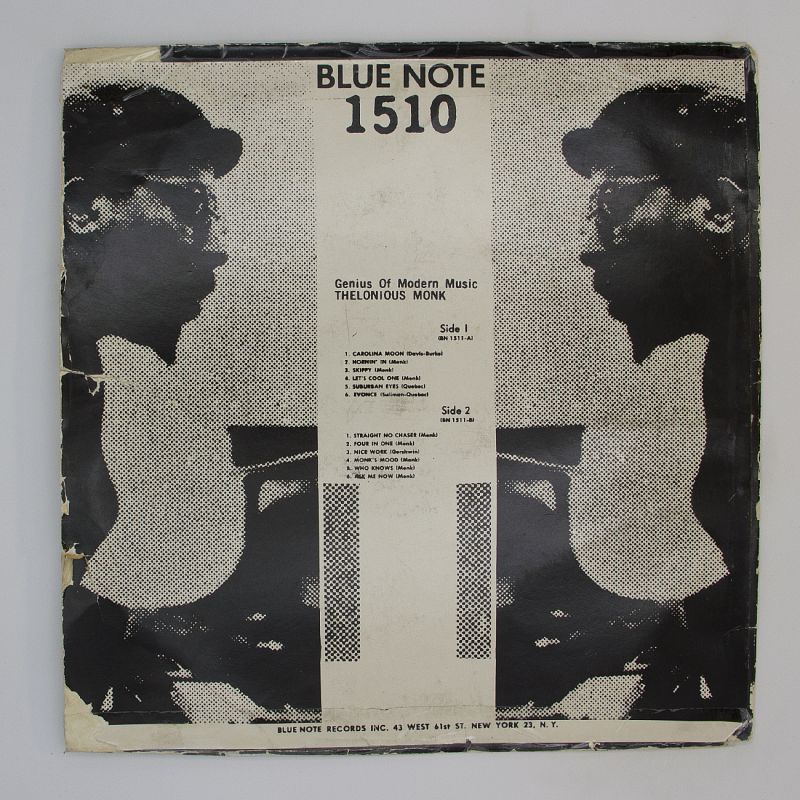 BLUE NOTE
1510
Genius Of Modern Music
THELONIOUS MONK
Side 1
(BN 1511-A)
1. CAROLINA MOON (Davis-Burke)
2. HORNIN' IN (Monk)
3. SKIPPY (Monk)
4. LET'S COOL ONE (Monk)
5. SUBURBAN EYES (Quebec)
6. EVONCE (Suliman-Quebec)
Side 2
(BN 1511-B)
1. STRAIGHT NO CHASER (Monk)
2. FOUR IN ONE (Monk)
3. NICE WORK (Gershwin)
4. MONK'S MOOD (Monk)
5. WHO KNOWS (Monk)
6. ASK ME NOW (Monk)
BLUE NOTE RECORDS INC. 43 WEST 61st ST. NEW YORK 23, N.Y.